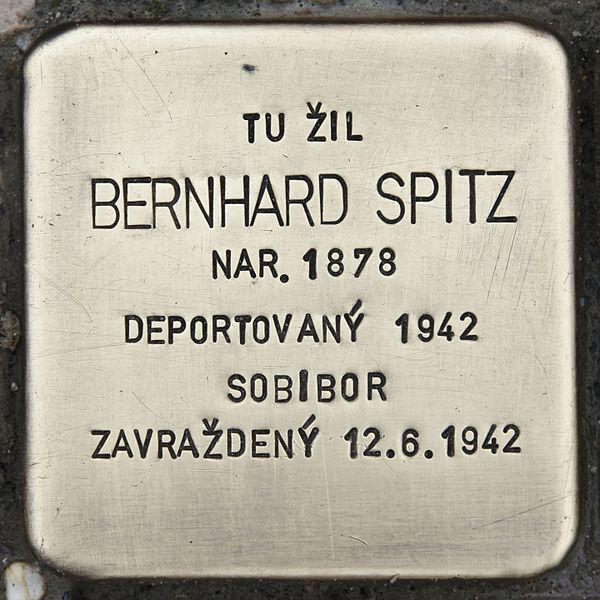 TU ŽIL
BERNHARD SPITZ
NAR. 1878
DEPORTOVANÝ 1942
SOBIBOR
ZAVRAŽDENÝ 12.6.1942